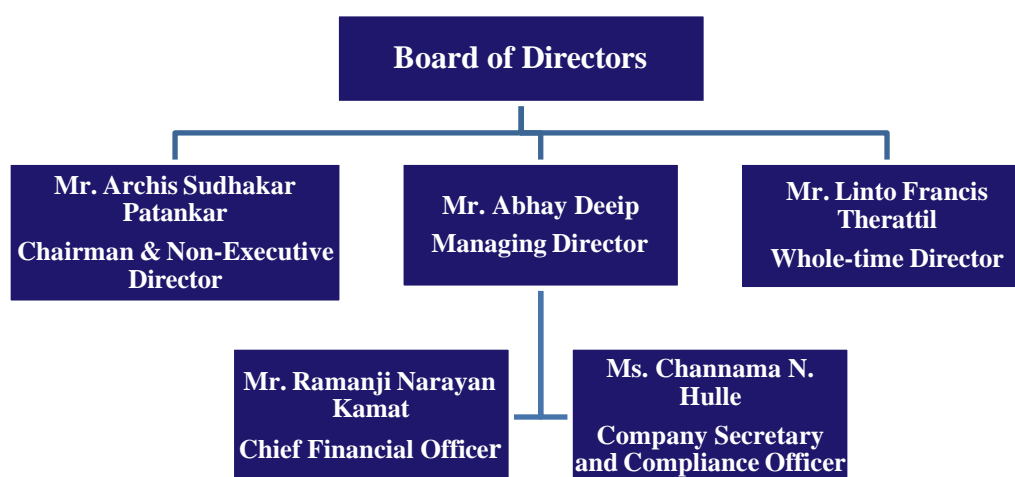 Board of Directors
Mr. Archis Sudhakar
Patankar
Chairman & Non-Executive
Director
Mr. Abhay Deeip
Managing Director
Mr. Linto Francis
Therattil
Whole-time Director
Mr. Ramanji Narayan
Kamat
Chief Financial Officer
Ms. Channama N.
Hulle
Company Secretary
and Compliance Officer